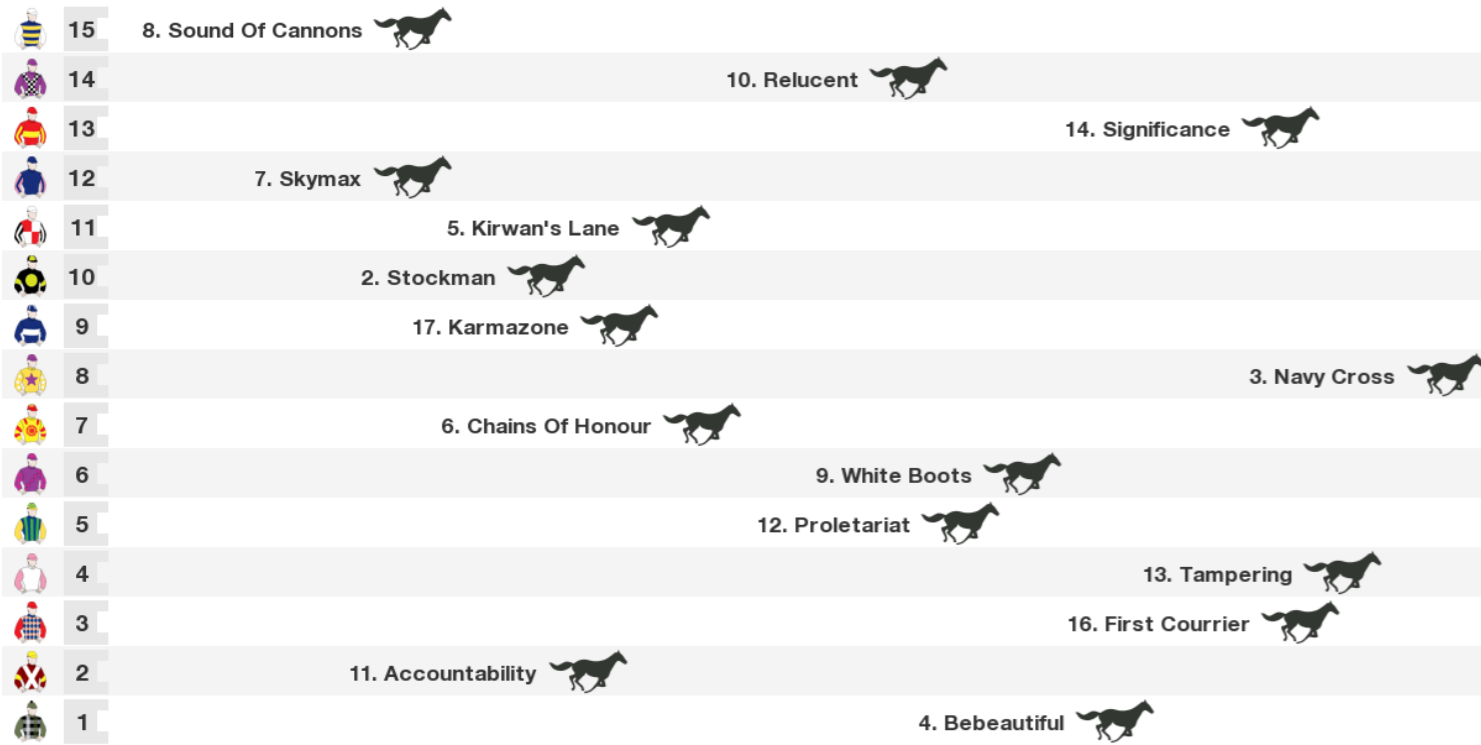 15 8. Sound Of Cannons
14 10. Relucent
13 14. Significance
12 7. Skymax
11 5. Kirwan's Lane
10 2. Stockman
9 17. Karmazone
8 3. Navy Cross
7 6. Chains Of Honour
6 9. White Boots
5 12. Proletariat
4 13. Tampering
3 16. First Courrier
2 11. Accountability
1 4. Bebeautiful